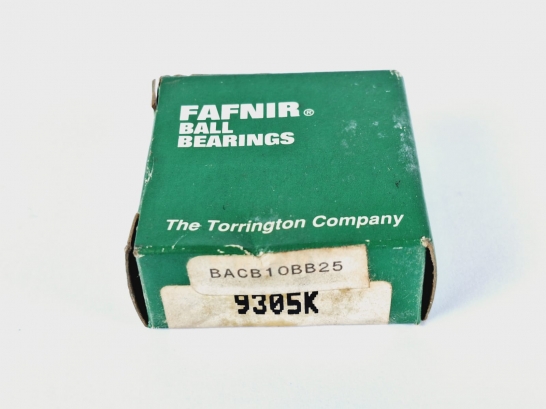 FAFNIR®
BALL
BEARINGS
The Torrington Company
BACB10BB25
9305K